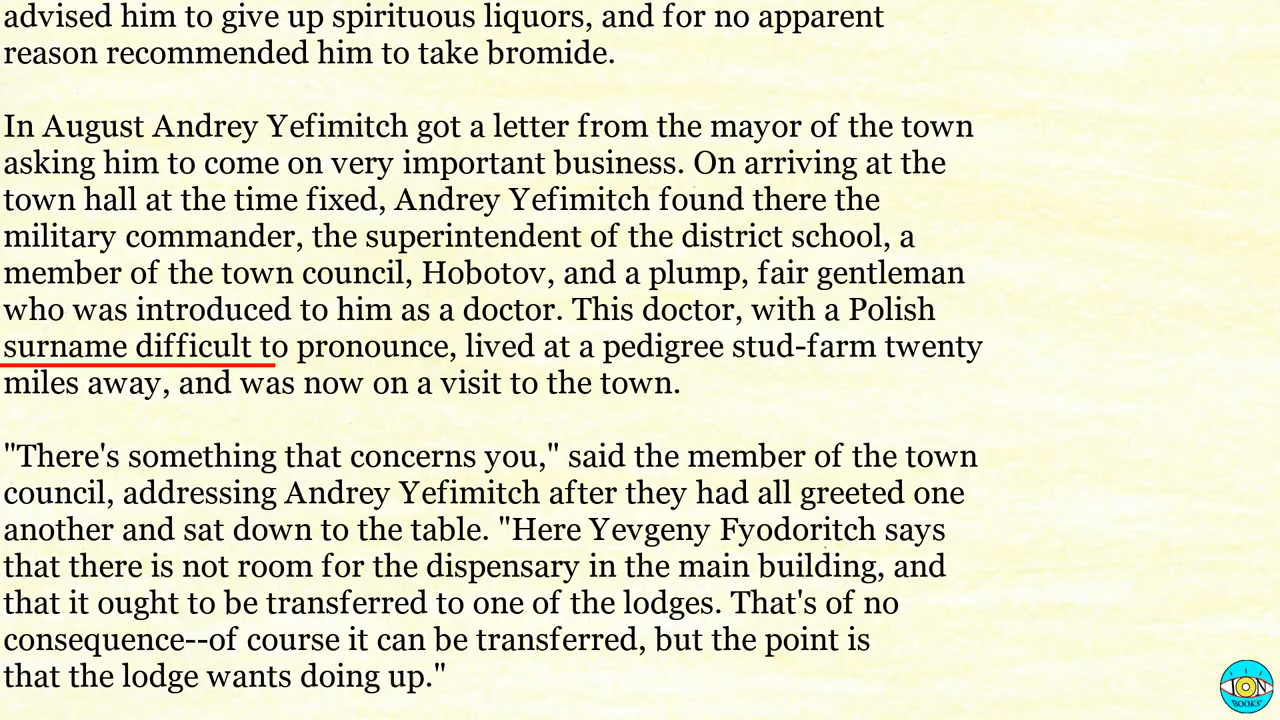 advised him to give up spirituous liquors, and for no apparent
reason recommended him to take bromide.
In August Andrey Yefimitch got a letter from the mayor of the town
asking him to come on very important business. On arriving at the
town hall at the time fixed, Andrey Yefimitch found there the
military commander, the superintendent of the district school, a
member of the town council, Hobotov, and a plump, fair gentleman
who was introduced to him as a doctor. This doctor, with a Polish
surname difficult to pronounce, lived at a pedigree stud-farm twenty
miles away, and was now on a visit to the town.
"There's something that concerns you," said the member of the town
council, addressing Andrey Yefimitch after they had all greeted one
another and sat down to the table. "Here Yevgeny Fyodoritch says
that there is not room for the dispensary in the main building, and
that it ought to be transferred to one of the lodges. That's of no
consequence--of course it can be transferred, but the point is
that the lodge wants doing up."
ION
BOOKS